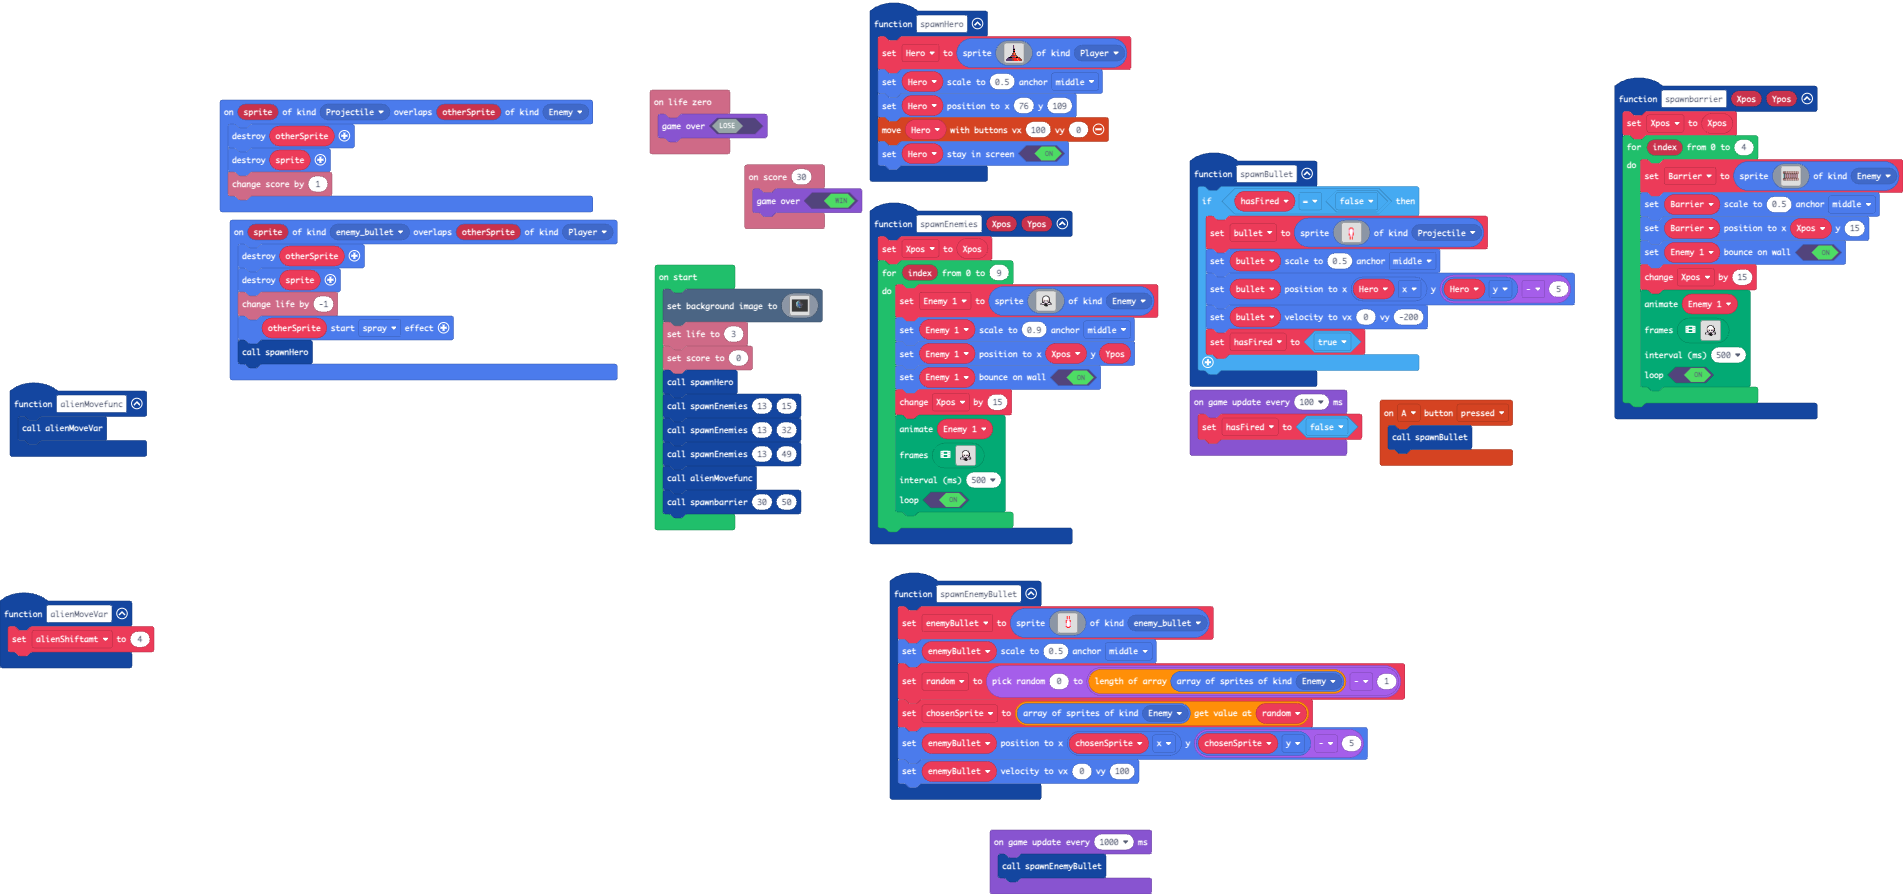 function spawnHero
set Hero to sprite of kind Player
set Hero scale to 0.5 anchor middle
set Hero position to x 76 y 109
move Hero with buttons vx 100 vy 0
set Hero stay in screen ON
on sprite of kind Projectile overlaps otherSprite of kind Enemy
destroy otherSprite
destroy sprite
change score by 1
on sprite of kind enemy_bullet overlaps otherSprite of kind Player
destroy otherSprite
destroy sprite
change life by -1
otherSprite start spray effect
call spawnHero
on life zero
game over LOSE
on score 30
game over WIN
on start
set background image to
set life to 3
set score to 0
call spawnHero
call spawnEnemies 13 15
call spawnEnemies 13 32
call spawnEnemies 13 49
call alienMovefunc
call spawnbarrier 30 50
function spawnEnemies Xpos Ypos
set Xpos to Xpos
for index from 0 to 9
do
set Enemy 1 to sprite of kind Enemy
set Enemy 1 scale to 0.9 anchor middle
set Enemy 1 position to x Xpos y Ypos
set Enemy 1 bounce on wall ON
change Xpos by 15
animate Enemy 1
frames
interval (ms) 500
loop ON
function spawnBullet
if hasFired = false then
set bullet to sprite of kind Projectile
set bullet scale to 0.5 anchor middle
set bullet position to x Hero x y Hero y - 5
set bullet velocity to vx 0 vy -200
set hasFired to true
on game update every 100 ms
set hasFired to false
on A button pressed
call spawnBullet
function spawnbarrier Xpos Ypos
set Xpos to Xpos
for index from 0 to 4
do
set Barrier to sprite of kind Enemy
set Barrier scale to 0.5 anchor middle
set Barrier position to x Xpos y 15
set Enemy 1 bounce on wall ON
change Xpos by 15
animate Enemy 1
frames
interval (ms) 500
loop ON
function alienMovefunc
call alienMoveVar
function alienMoveVar
set alienShiftamt to 4
function spawnEnemyBullet
set enemyBullet to sprite of kind enemy_bullet
set enemyBullet scale to 0.5 anchor middle
set random to pick random 0 to length of array array of sprites of kind Enemy - 1
set chosenSprite to array of sprites of kind Enemy get value at random
set enemyBullet position to x chosenSprite x y chosenSprite y - 5
set enemyBullet velocity to vx 0 vy 100
on game update every 1000 ms
call spawnEnemyBullet